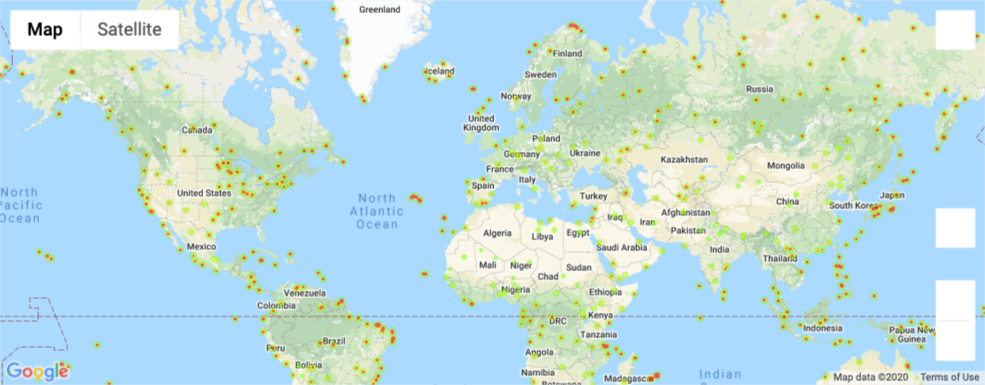 Greenland
Map
Satellite
Iceland
Finland
Sweden
Norway
Russia
Canada
United
Kingdom
Poland
Germany
Ukraine
Kazakhstan
Mongolia
France
Italy
Spain
United States
North
Pacific
Ocean
North
Atlantic
Ocean
Turkey
China
South Korea
Japan
Iraq
Iran
Afghanistan
Pakistan
Algeria
Libya
Egypt
Saudi Arabia
India
Mexico
Mali
Niger
Chad
Sudan
Thailand
Nigeria
Ethiopia
Venezuela
Colombia
Kenya
DRC
Indonesia
Papua New
Guinea
Tanzania
Peru
Brazil
Angola
Bolivia
Namibia
Botswana
Madagascar
Indian
Google
Map data ©2020
Terms of Use